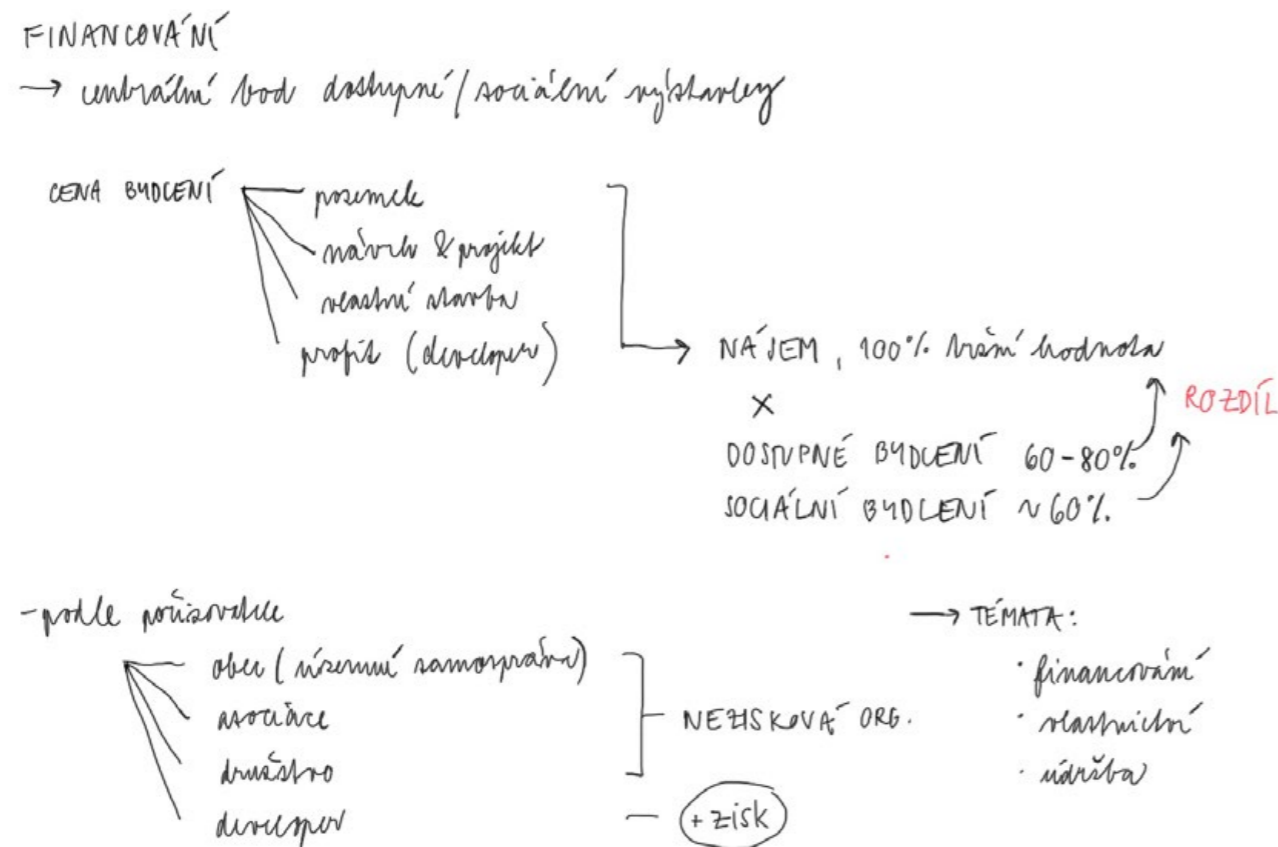 FINANCOVÁNÍ
→ centrální bod dostupné/sociální výstavby
CENA BYDLENÍ
pozemek
návrh & projekt
vlastní stavba
profit (developer)
→ NÁJEM, 100% tržní hodnota
×
ROZDÍL
DOSTUPNÉ BYDLENÍ 60-80%
SOCIÁLNÍ BYDLENÍ ~60%
- podle pořizovatele
obec (územní samospráva)
asociace
družstvo
NEZISKOVÁ ORG.
developer
+ zisk
→ TÉMATA:
· financování
· vlastnictví
· údržba